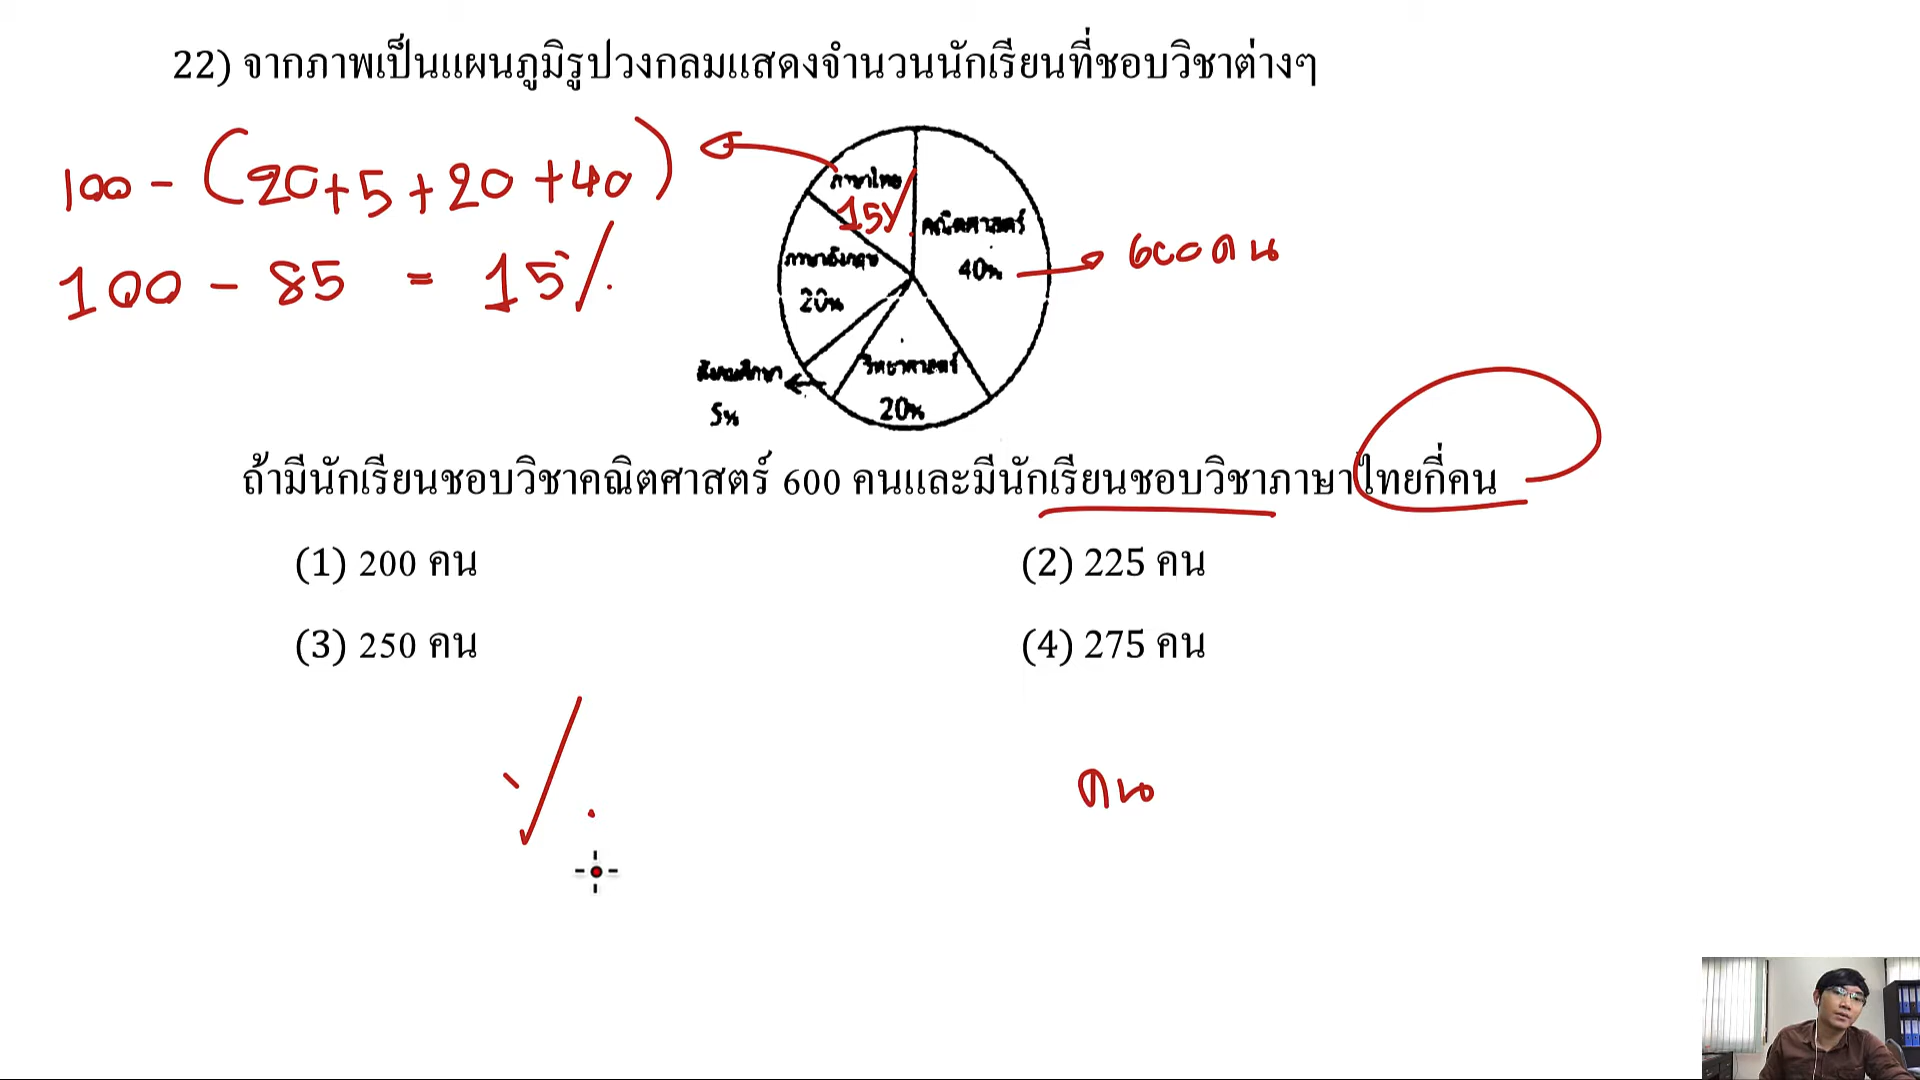 22) จากภาพเป็นแผนภูมิรูปวงกลมแสดงจำนวนนักเรียนที่ชอบวิชาต่างๆ
100 - (20+5+20+40)
100 - 85 = 15%
ภาษาไทย
15%
คณิตศาสตร์
40%
600 คน
ภาษาอังกฤษ
20%
สังคมศึกษา
5%
วิทยาศาสตร์
20%
ถ้ามีนักเรียนชอบวิชาคณิตศาสตร์ 600 คนและมีนักเรียนชอบวิชาภาษาไทยกี่คน
(1) 200 คน (2) 225 คน
(3) 250 คน (4) 275 คน
% คน